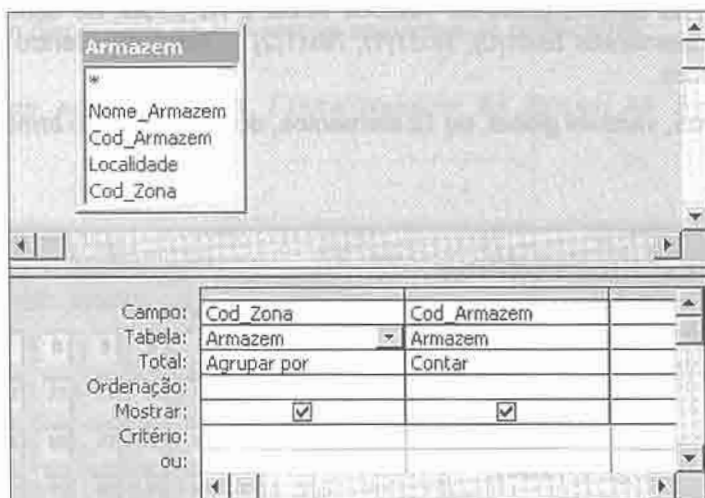 Armazem
*
Nome_Armazem
Cod_Armazem
Localidade
Cod_Zona
Campo: Cod_Zona Cod_Armazem
Tabela: Armazem Armazem
Total: Agrupar por Contar
Ordenação:
Mostrar:
Critério:
ou: